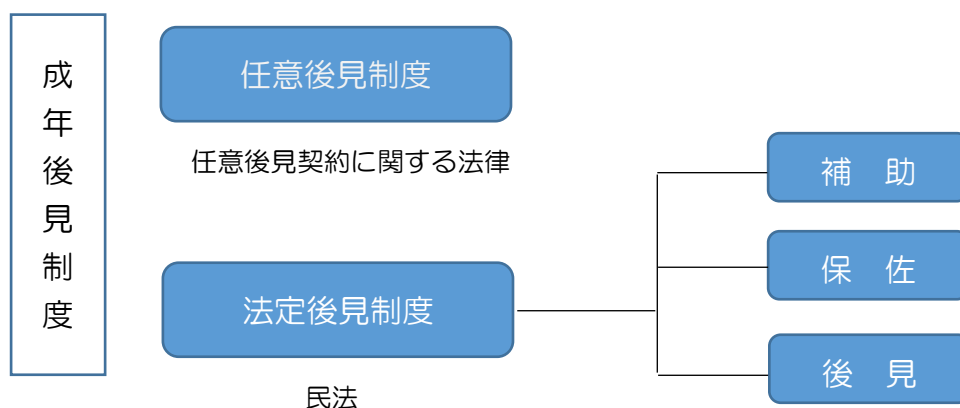 成年後見制度
任意後見制度
任意後見契約に関する法律
法定後見制度
民法
補　助
保　佐
後　見